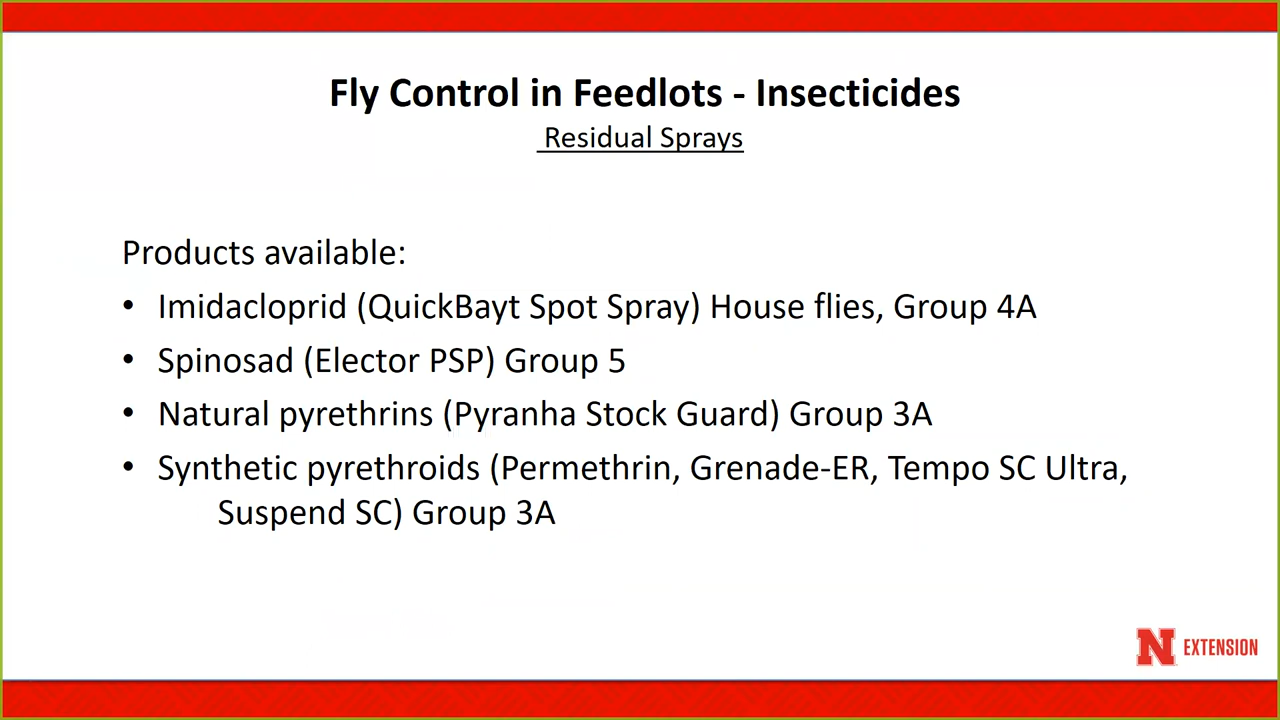 Fly Control in Feedlots - Insecticides
Residual Sprays
Products available:
• Imidacloprid (QuickBayt Spot Spray) House flies, Group 4A
• Spinosad (Elector PSP) Group 5
• Natural pyrethrins (Pyranha Stock Guard) Group 3A
• Synthetic pyrethroids (Permethrin, Grenade-ER, Tempo SC Ultra,
Suspend SC) Group 3A
N EXTENSION